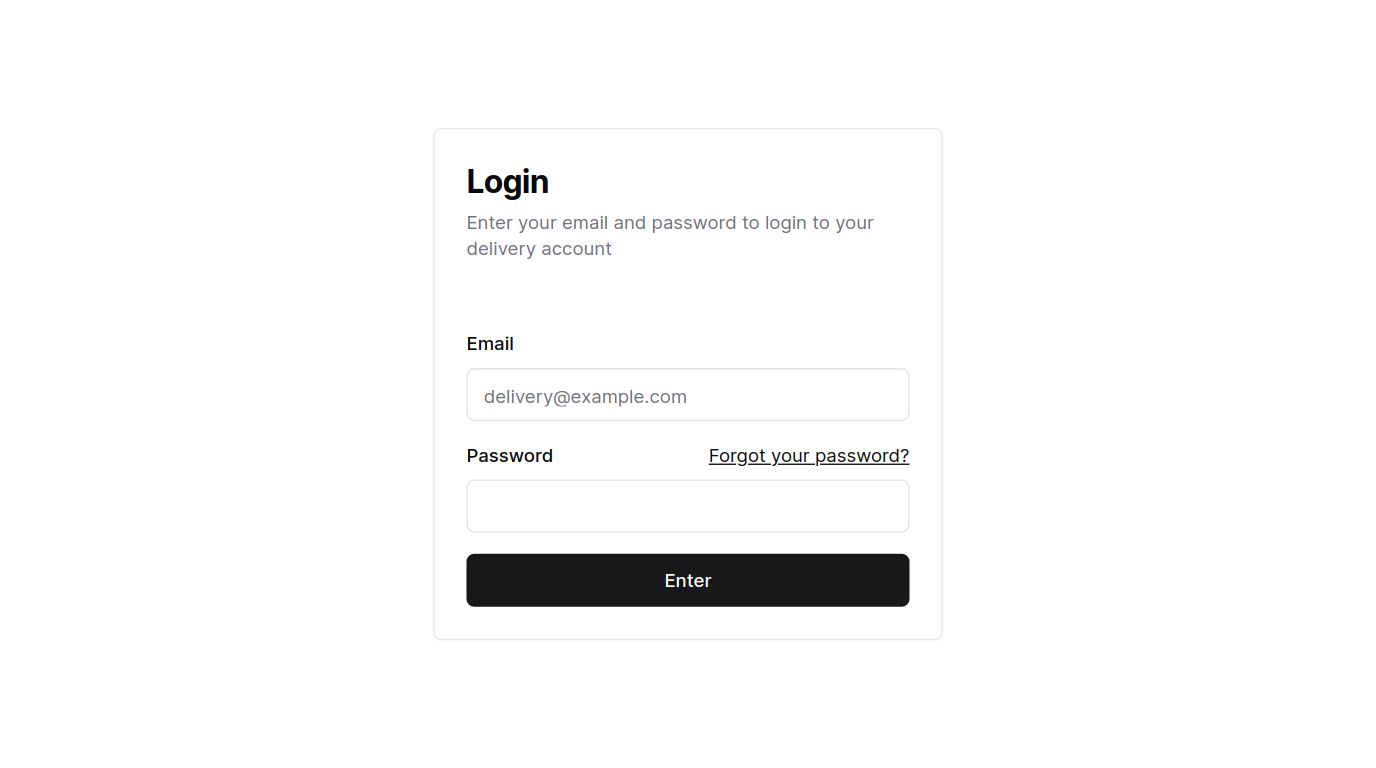 Login
Enter your email and password to login to your
delivery account
Email
delivery@example.com
Password Forgot your password?
Enter